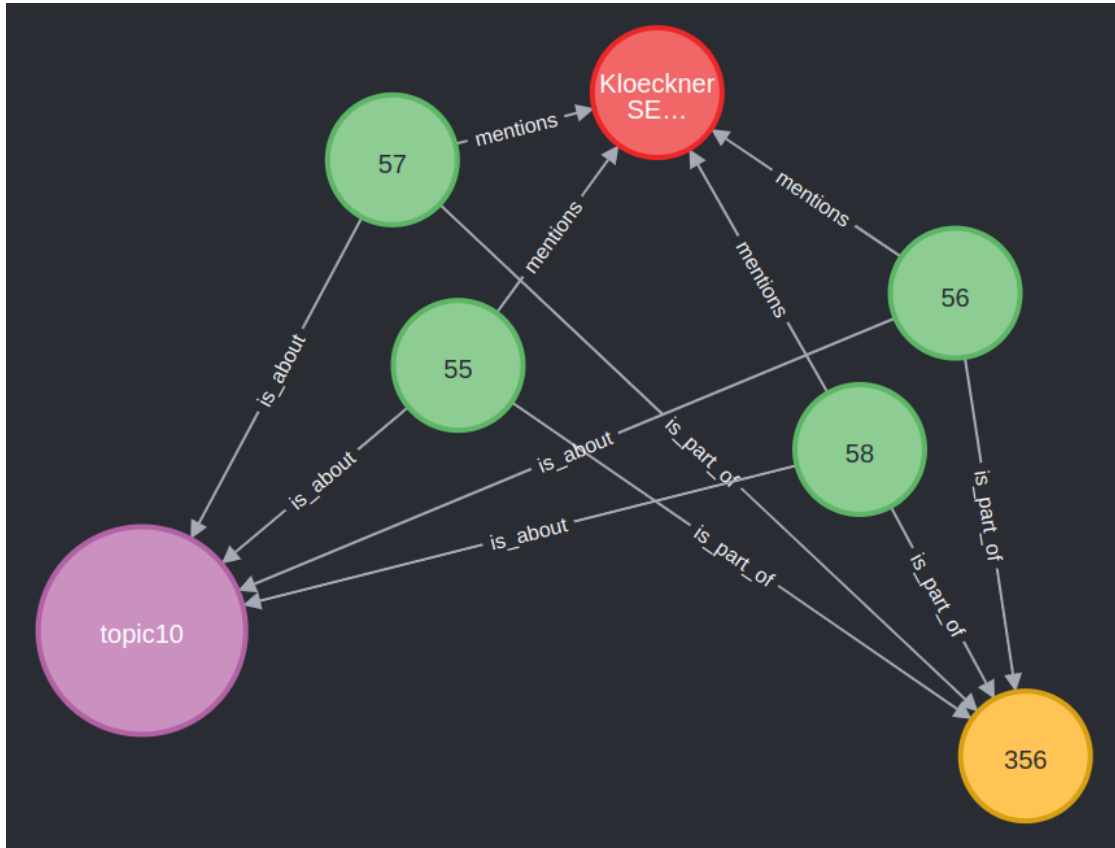 Kloeckner
SE…
mentions
57
mentions
mentions
mentions
56
is_about
55
is_part_of
is_about
58
is_about
is_part_of
is_about
is_part_of
is_part_of
topic10
356